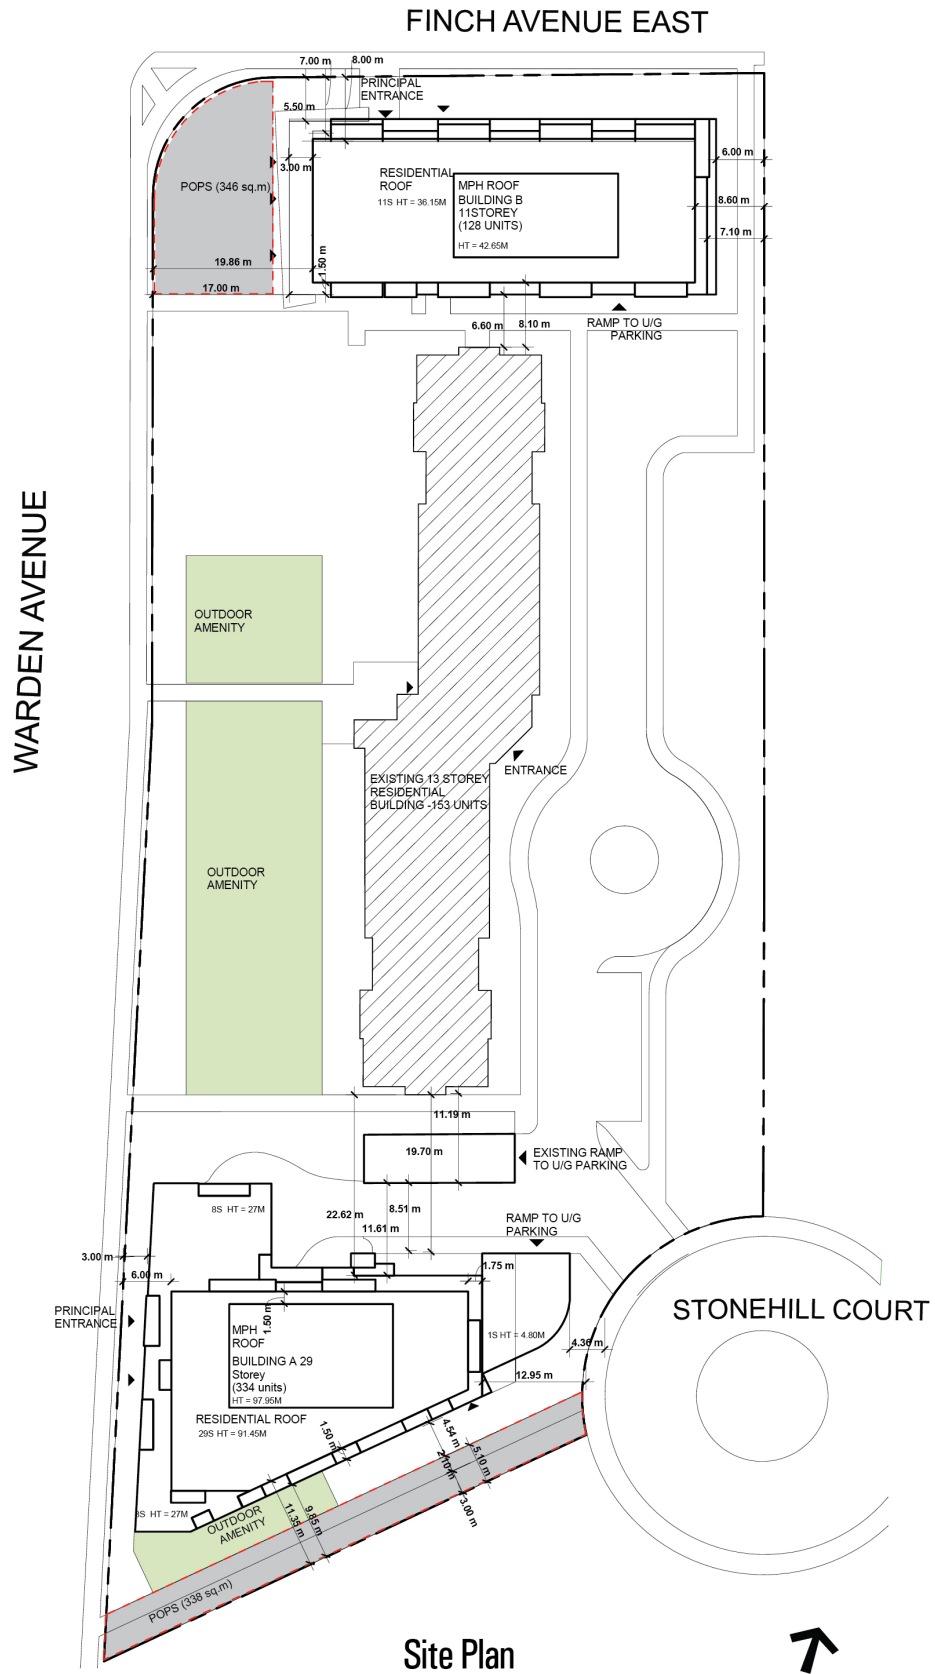 FINCH AVENUE EAST
7.00 m
8.00 m
PRINCIPAL
ENTRANCE
5.50 m
3.00 m
6.00 m
RESIDENTIAL
ROOF
11S HT = 36.15M
MPH ROOF
BUILDING B
11STOREY
(128 UNITS)
HT = 42.65M
POPS (346 sq.m)
8.60 m
7.10 m
19.86 m
1.50 m
17.00 m
6.60 m
8.10 m
RAMP TO U/G
PARKING
WARDEN AVENUE
OUTDOOR
AMENITY
ENTRANCE
EXISTING 13 STOREY
RESIDENTIAL
BUILDING -153 UNITS
OUTDOOR
AMENITY
11.19 m
19.70 m
EXISTING RAMP
TO U/G PARKING
8S HT = 27M
22.62 m
8.51 m
11.61 m
RAMP TO U/G
PARKING
3.00 m
6.00 m
1.75 m
PRINCIPAL
ENTRANCE
1.50 m
MPH
ROOF
BUILDING A 29
Storey
(334 units)
HT = 97.95M
1S HT = 4.80M
4.36 m
STONEHILL COURT
12.95 m
RESIDENTIAL ROOF
29S HT = 91.45M
1.50 m
4.54 m
5.10 m
2.10 m
3.00 m
8S HT = 27M
OUTDOOR
AMENITY
11.35 m
9.85 m
POPS (338 sq.m)
Site Plan